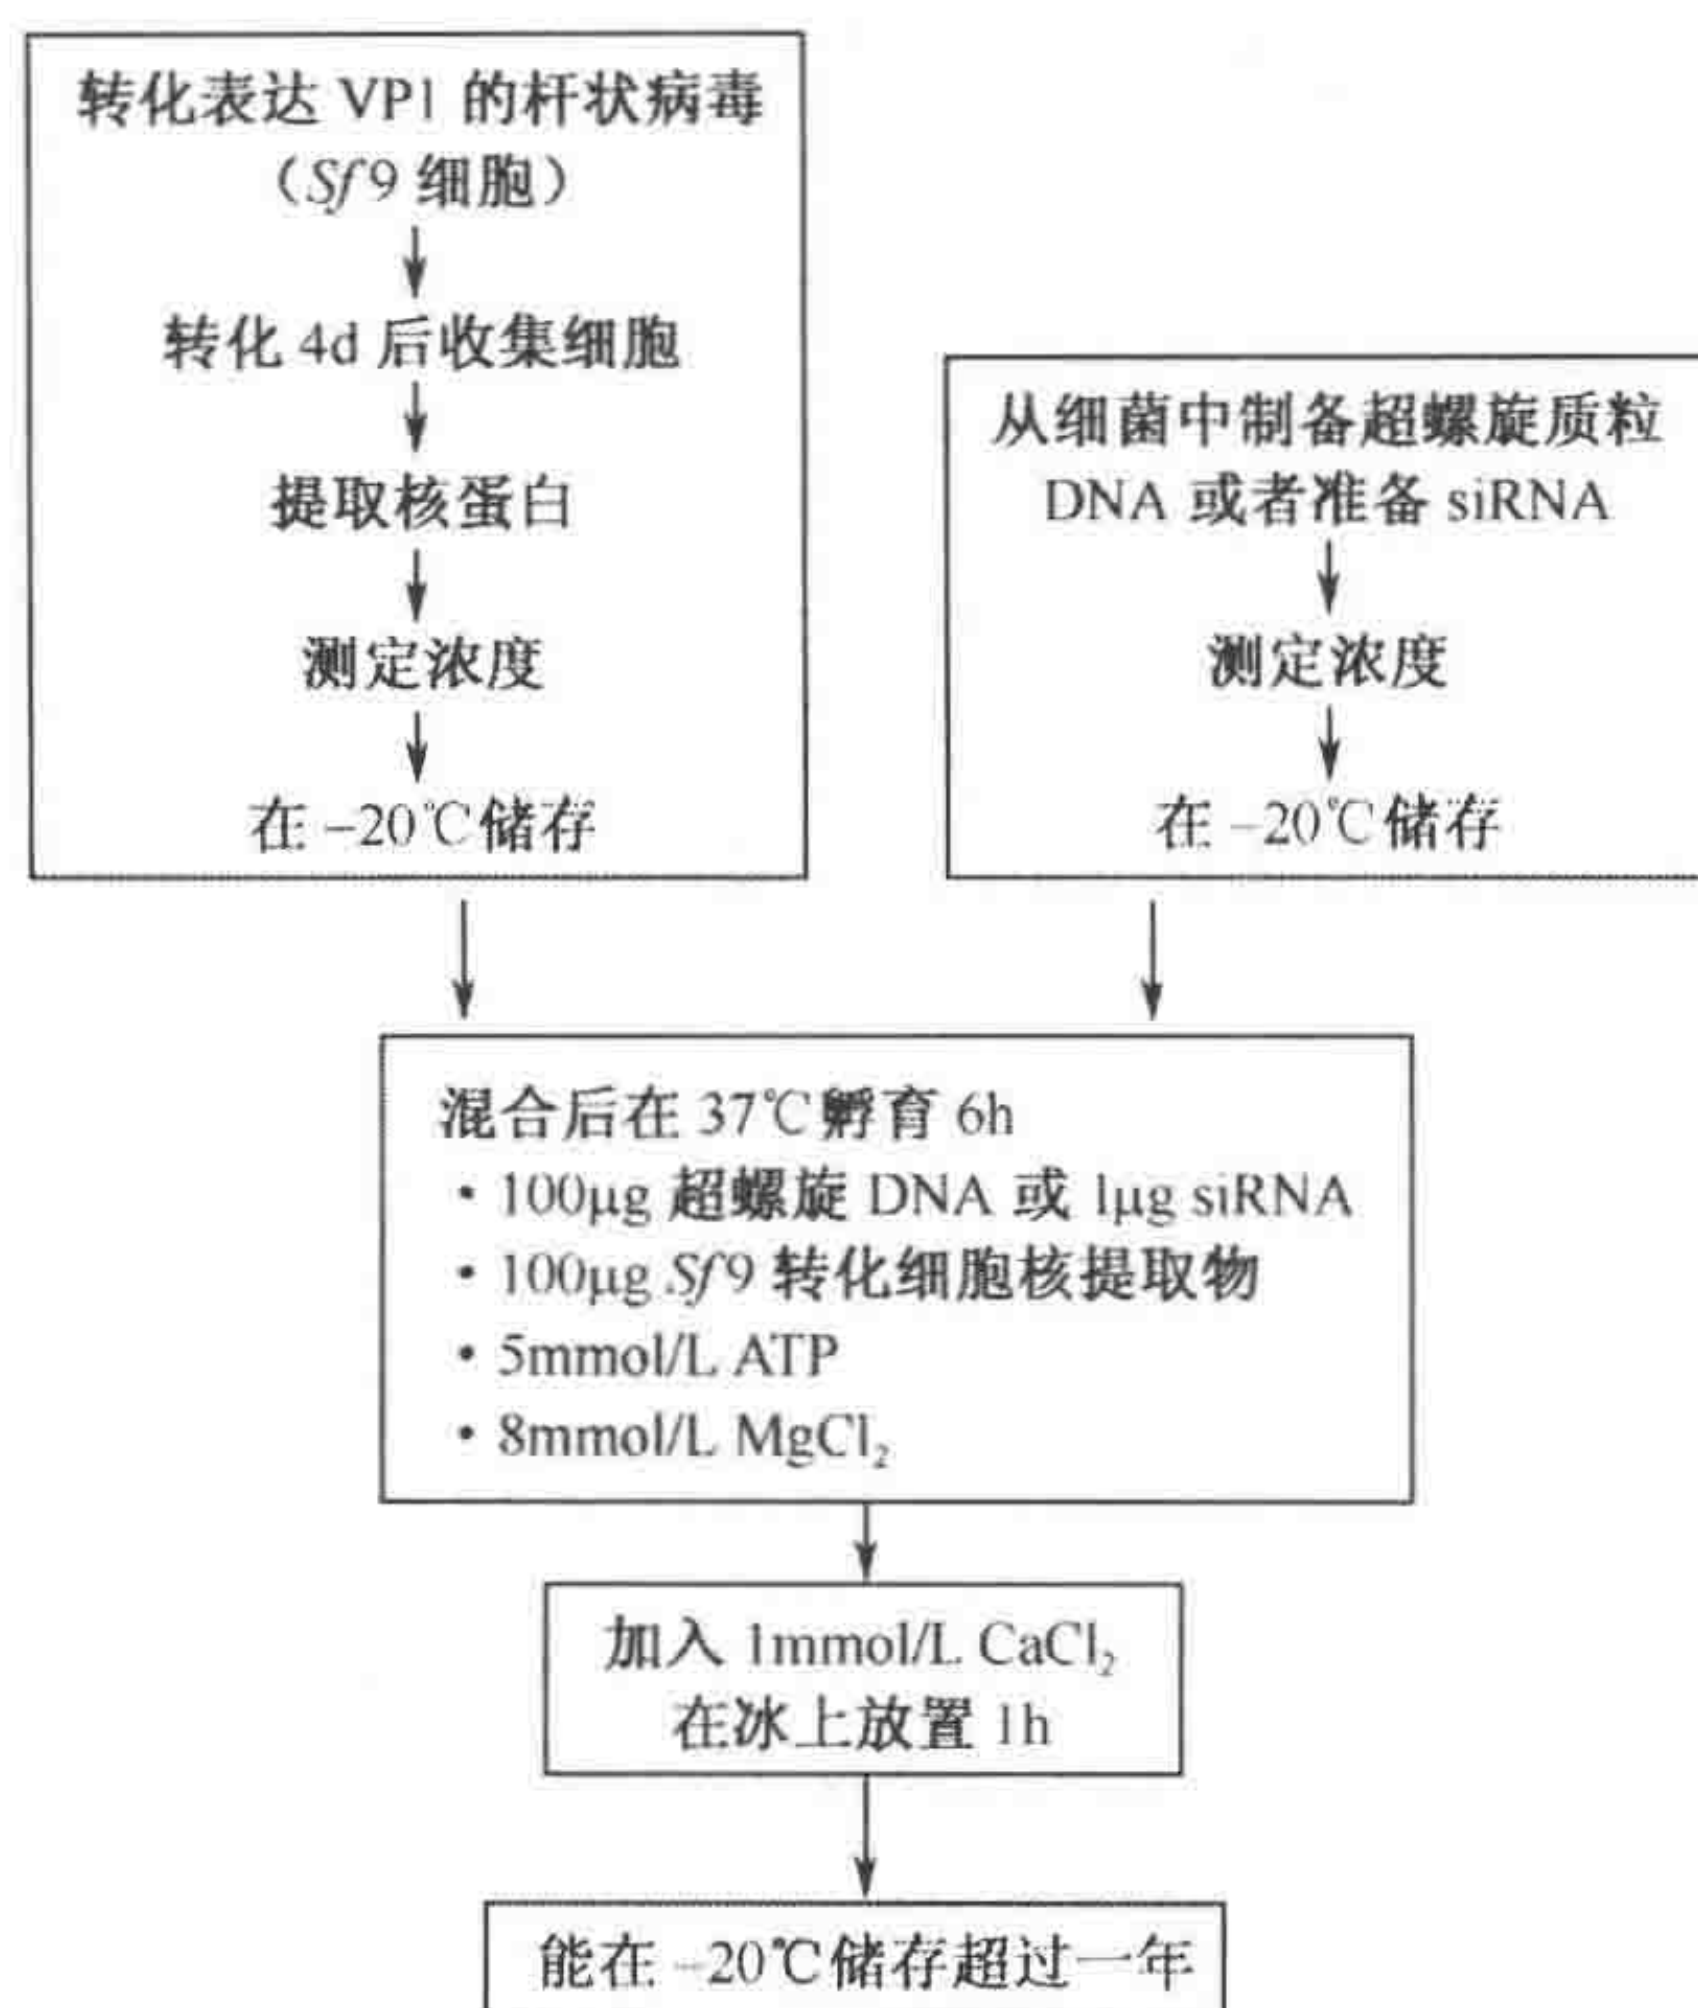 转化表达 VP1 的杆状病毒
（Sf9 细胞）
转化 4d 后收集细胞
提取核蛋白
测定浓度
在 –20℃储存
从细菌中制备超螺旋质粒
DNA 或者准备 siRNA
测定浓度
在 –20℃储存
混合后在 37℃孵育 6h
· 100μg 超螺旋 DNA 或 1μg siRNA
· 100μg Sf9 转化细胞核提取物
· 5mmol/L ATP
· 8mmol/L MgCl₂
加入 1mmol/L CaCl₂
在冰上放置 1h
能在 –20℃储存超过一年